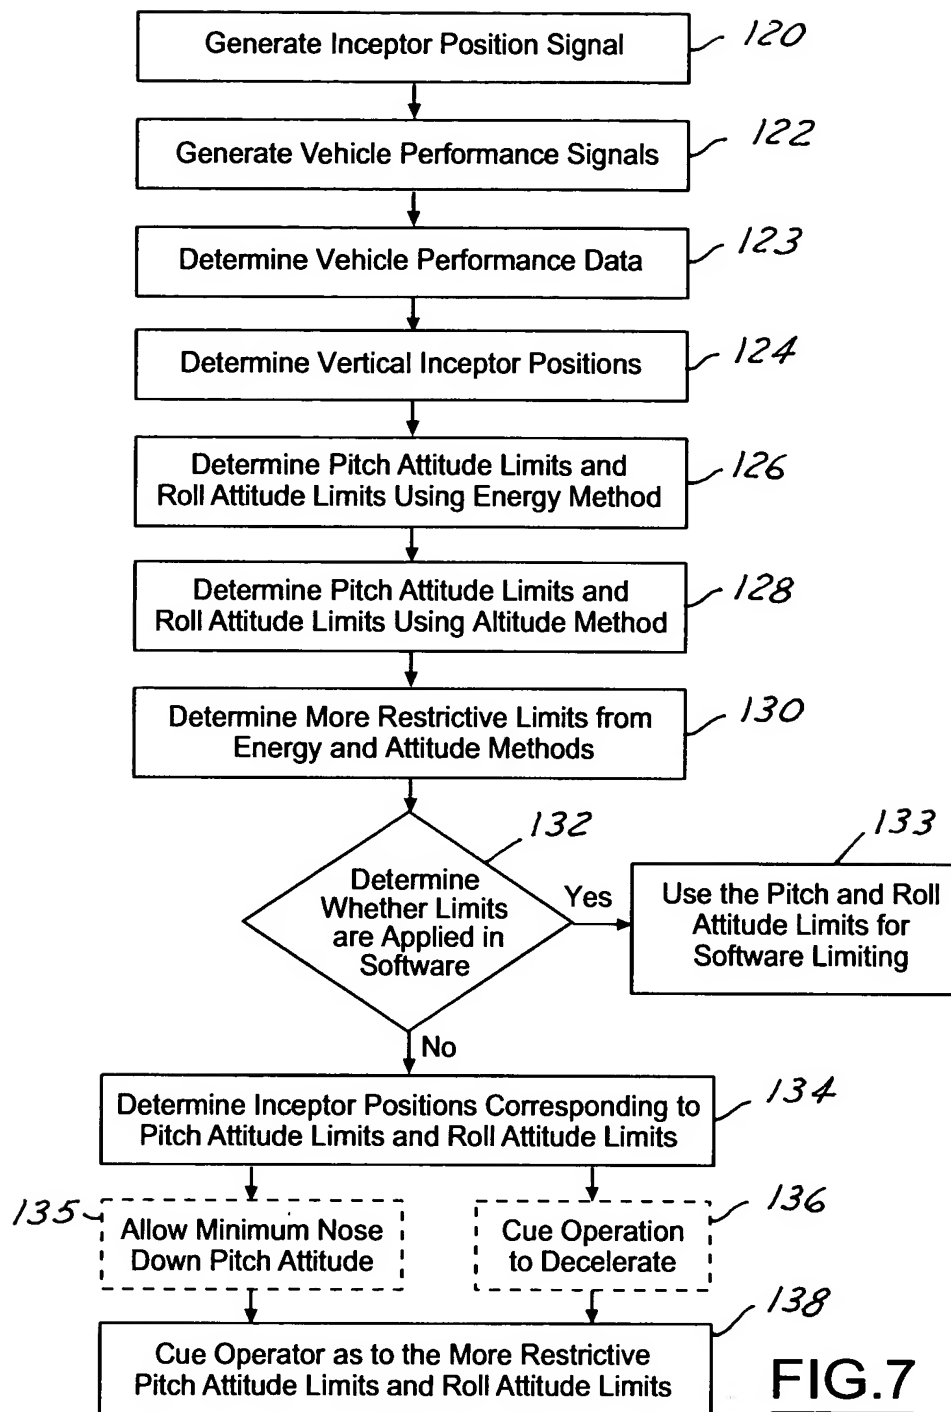 Generate Inceptor Position Signal
120
Generate Vehicle Performance Signals
122
Determine Vehicle Performance Data
123
Determine Vertical Inceptor Positions
124
Determine Pitch Attitude Limits and
Roll Attitude Limits Using Energy Method
126
Determine Pitch Attitude Limits and
Roll Attitude Limits Using Altitude Method
128
Determine More Restrictive Limits from
Energy and Attitude Methods
130
132
Determine
Whether Limits
are Applied in
Software
Yes
133
Use the Pitch and Roll
Attitude Limits for
Software Limiting
No
Determine Inceptor Positions Corresponding to
Pitch Attitude Limits and Roll Attitude Limits
134
135
Allow Minimum Nose
Down Pitch Attitude
Cue Operation
to Decelerate
136
138
Cue Operator as to the More Restrictive
Pitch Attitude Limits and Roll Attitude Limits
FIG.7